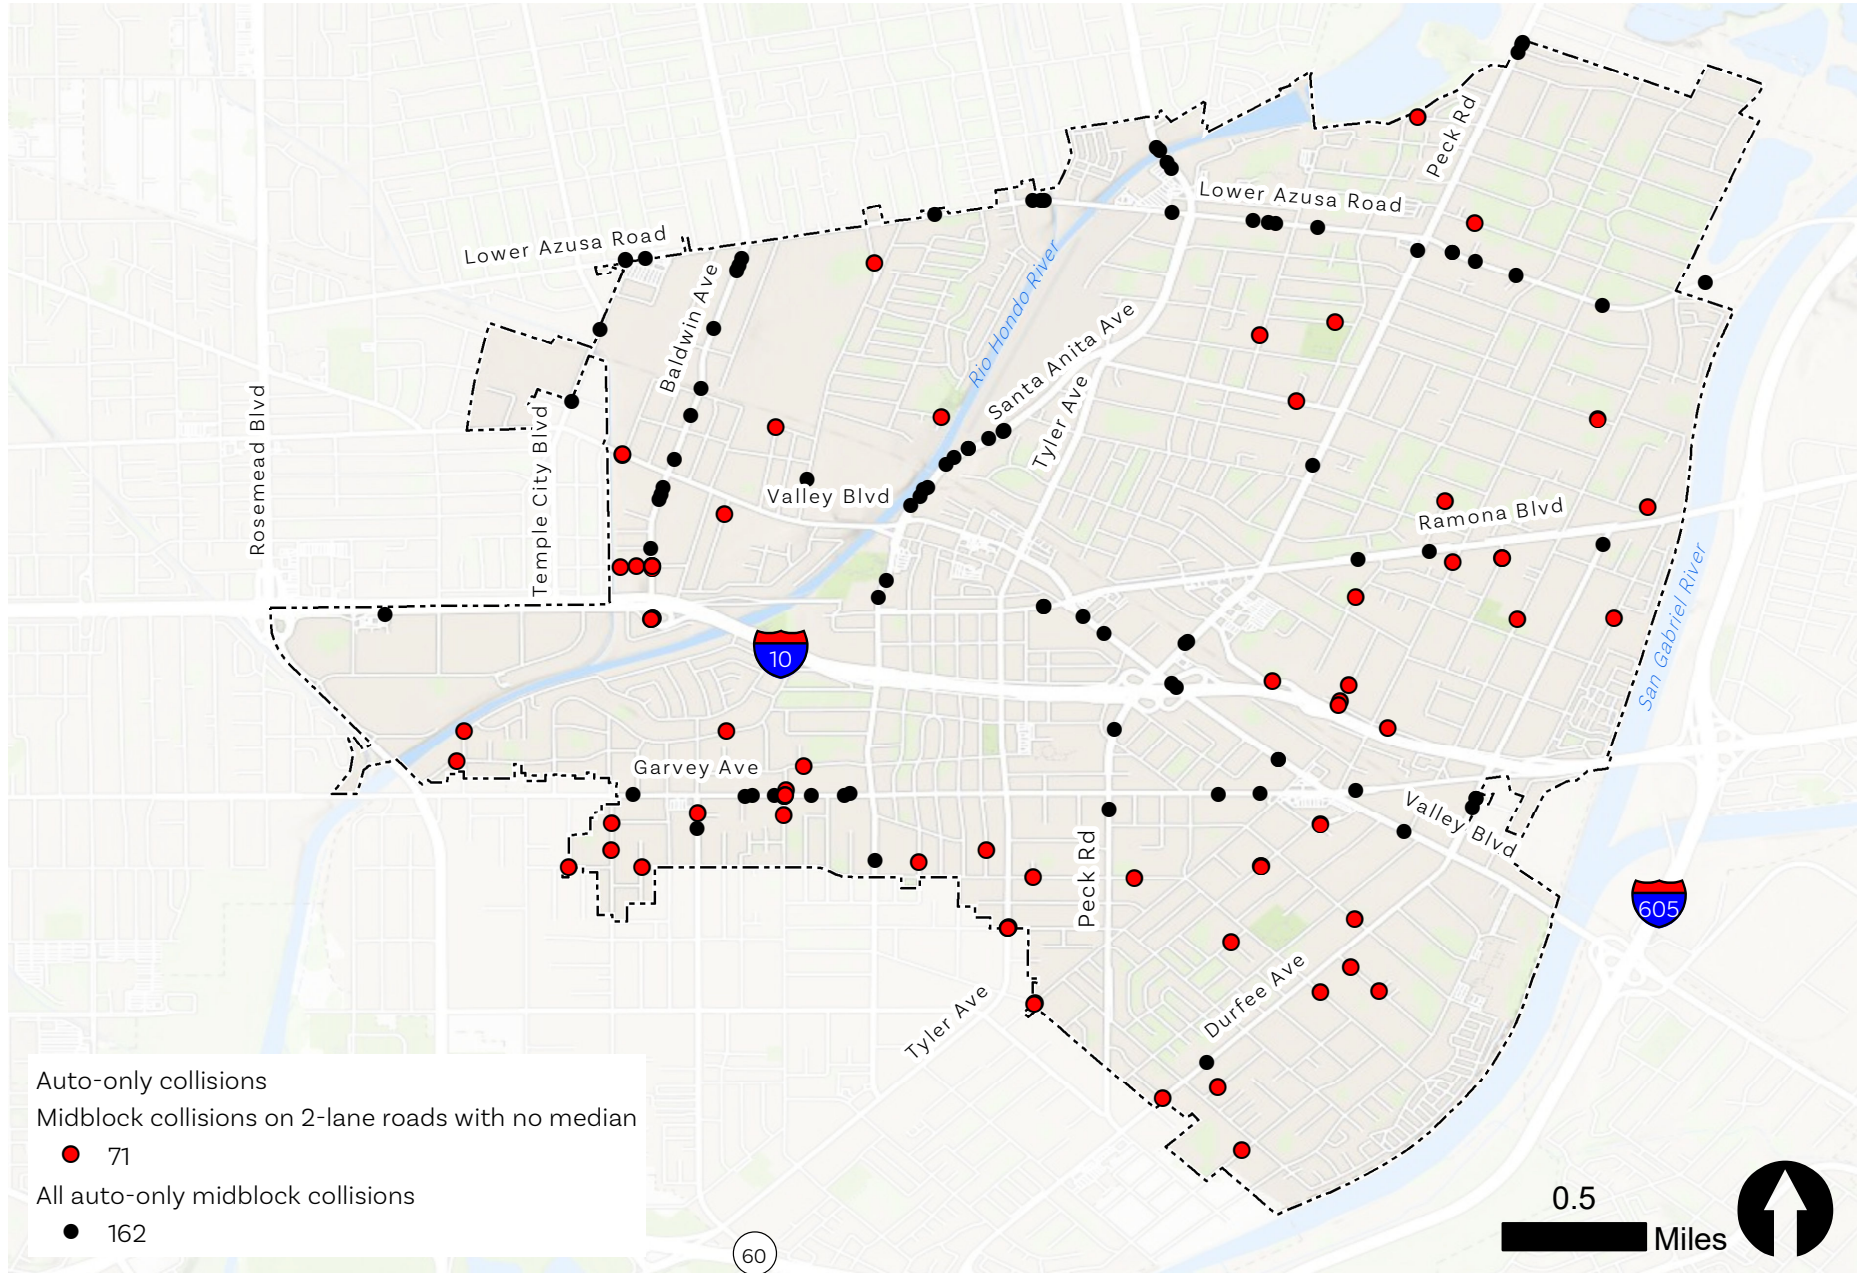 Peck Rd
Lower Azusa Road
Lower Azusa Road
Baldwin Ave
Rio Hondo River
Santa Anita Ave
Tyler Ave
Rosemead Blvd
Temple City Blvd
Valley Blvd
Ramona Blvd
San Gabriel River
10
Garvey Ave
Valley Blvd
Peck Rd
605
Durfee Ave
Tyler Ave
Auto-only collisions
Midblock collisions on 2-lane roads with no median
71
All auto-only midblock collisions
162
60
0.5
Miles